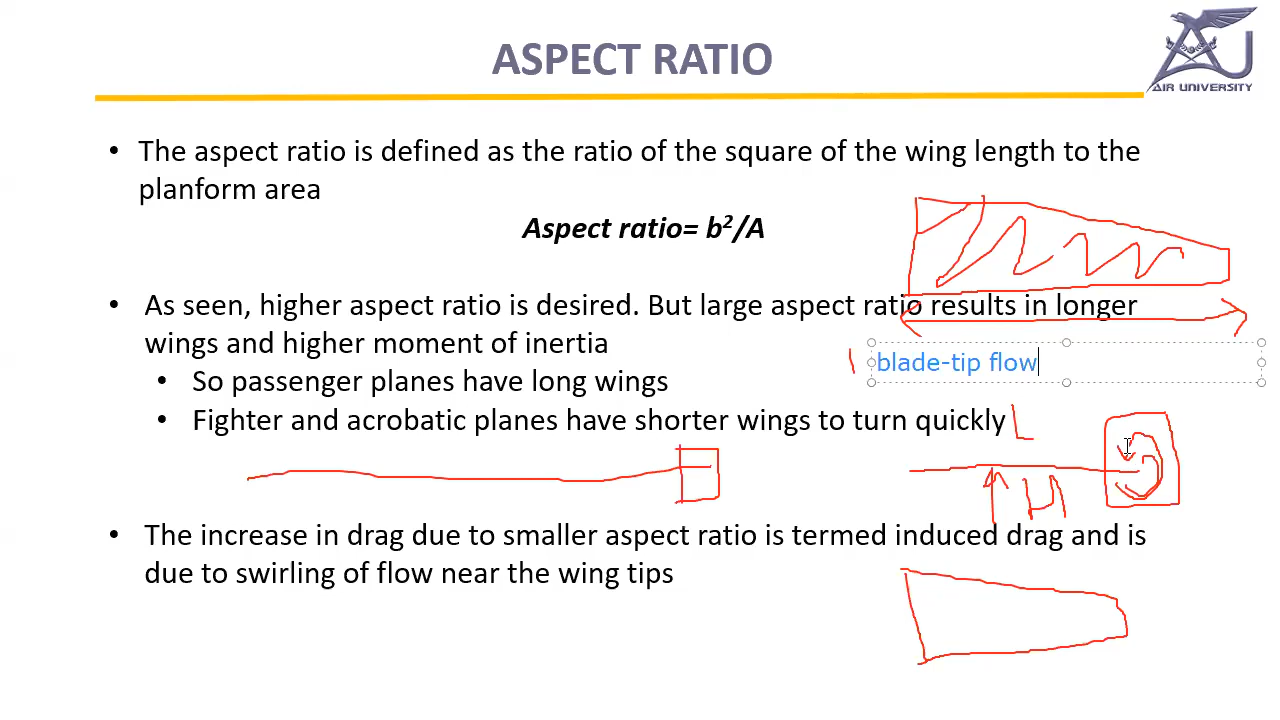 ASPECT RATIO
AIR UNIVERSITY
• The aspect ratio is defined as the ratio of the square of the wing length to the
planform area
Aspect ratio= b²/A
• As seen, higher aspect ratio is desired. But large aspect ratio results in longer
wings and higher moment of inertia
blade-tip flow
• So passenger planes have long wings
• Fighter and acrobatic planes have shorter wings to turn quickly
L
H
• The increase in drag due to smaller aspect ratio is termed induced drag and is
due to swirling of flow near the wing tips